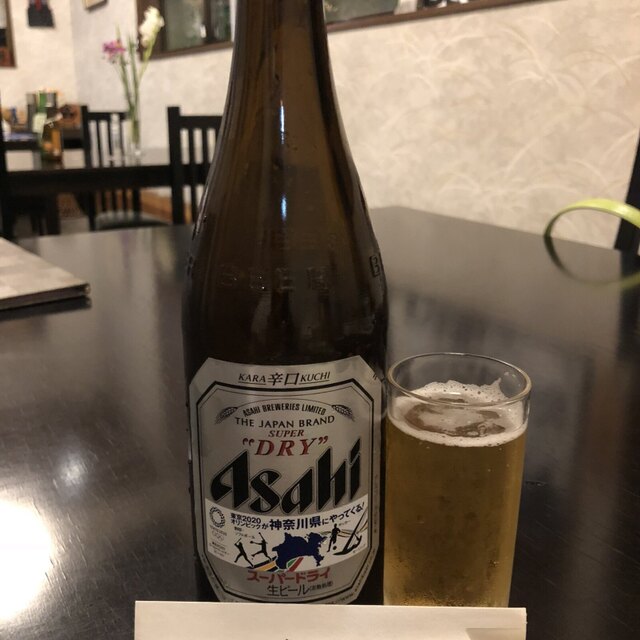 KARA 辛口 KUCHI
ASAHI BREWERIES LIMITED
THE JAPAN BRAND
SUPER
"DRY"
Asahi
東京2020
オリンピックが神奈川県にやってくる!
スーパードライ
生ビール